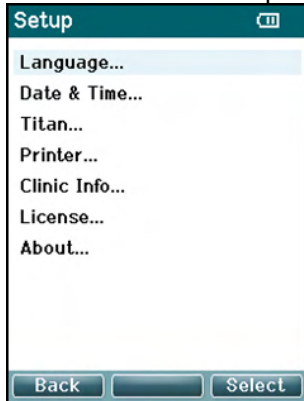 Setup
Language...
Date & Time...
Titan...
Printer...
Clinic Info...
License...
About...
Back Select